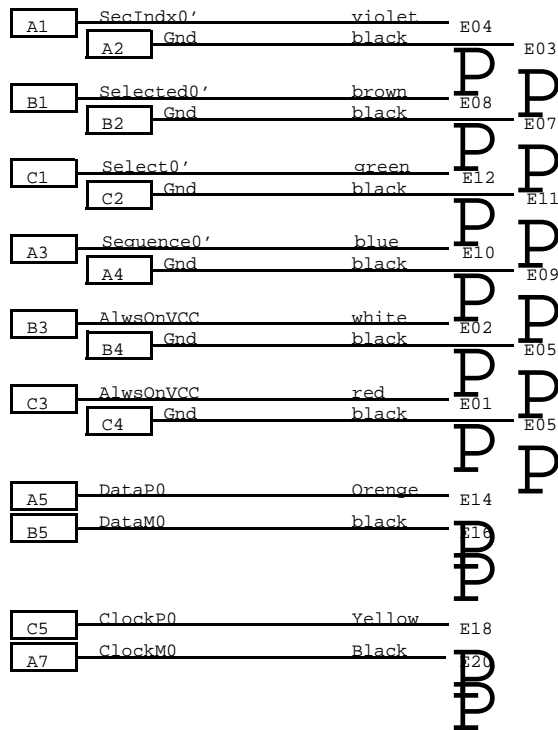 A1 SecIndx0' violet E04
A2 Gnd black E03
P
P
B1 Selected0' brown E08
B2 Gnd black E07
P
P
C1 Select0' green E12
C2 Gnd black E11
P
P
A3 Sequence0' blue E10
A4 Gnd black E09
P
P
B3 AlwsOnVCC white E02
B4 Gnd black E05
P
P
C3 AlwsOnVCC red E01
C4 Gnd black E05
P
P
A5 DataP0 Orenge E14
B5 DataM0 black E16
P
P
C5 ClockP0 Yellow E18
A7 ClockM0 Black E20
P
P